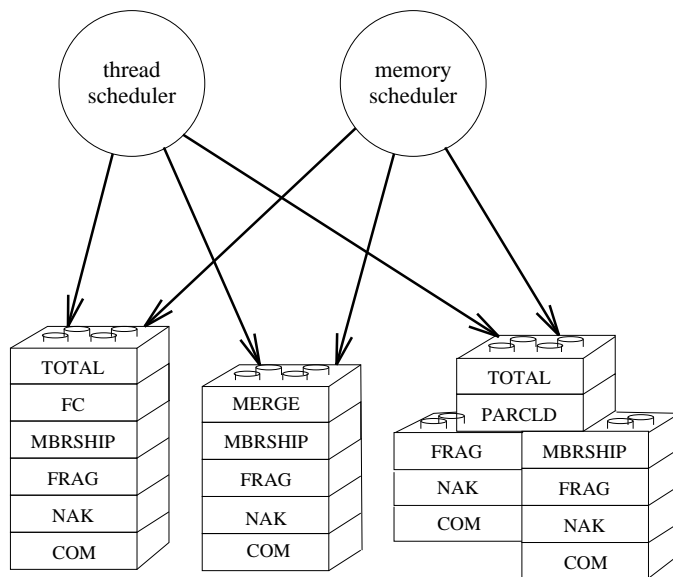 thread
scheduler
memory
scheduler
TOTAL
FC
MBRSHIP
FRAG
NAK
COM
MERGE
MBRSHIP
FRAG
NAK
COM
TOTAL
PARCLD
FRAG
NAK
COM
MBRSHIP
FRAG
NAK
COM